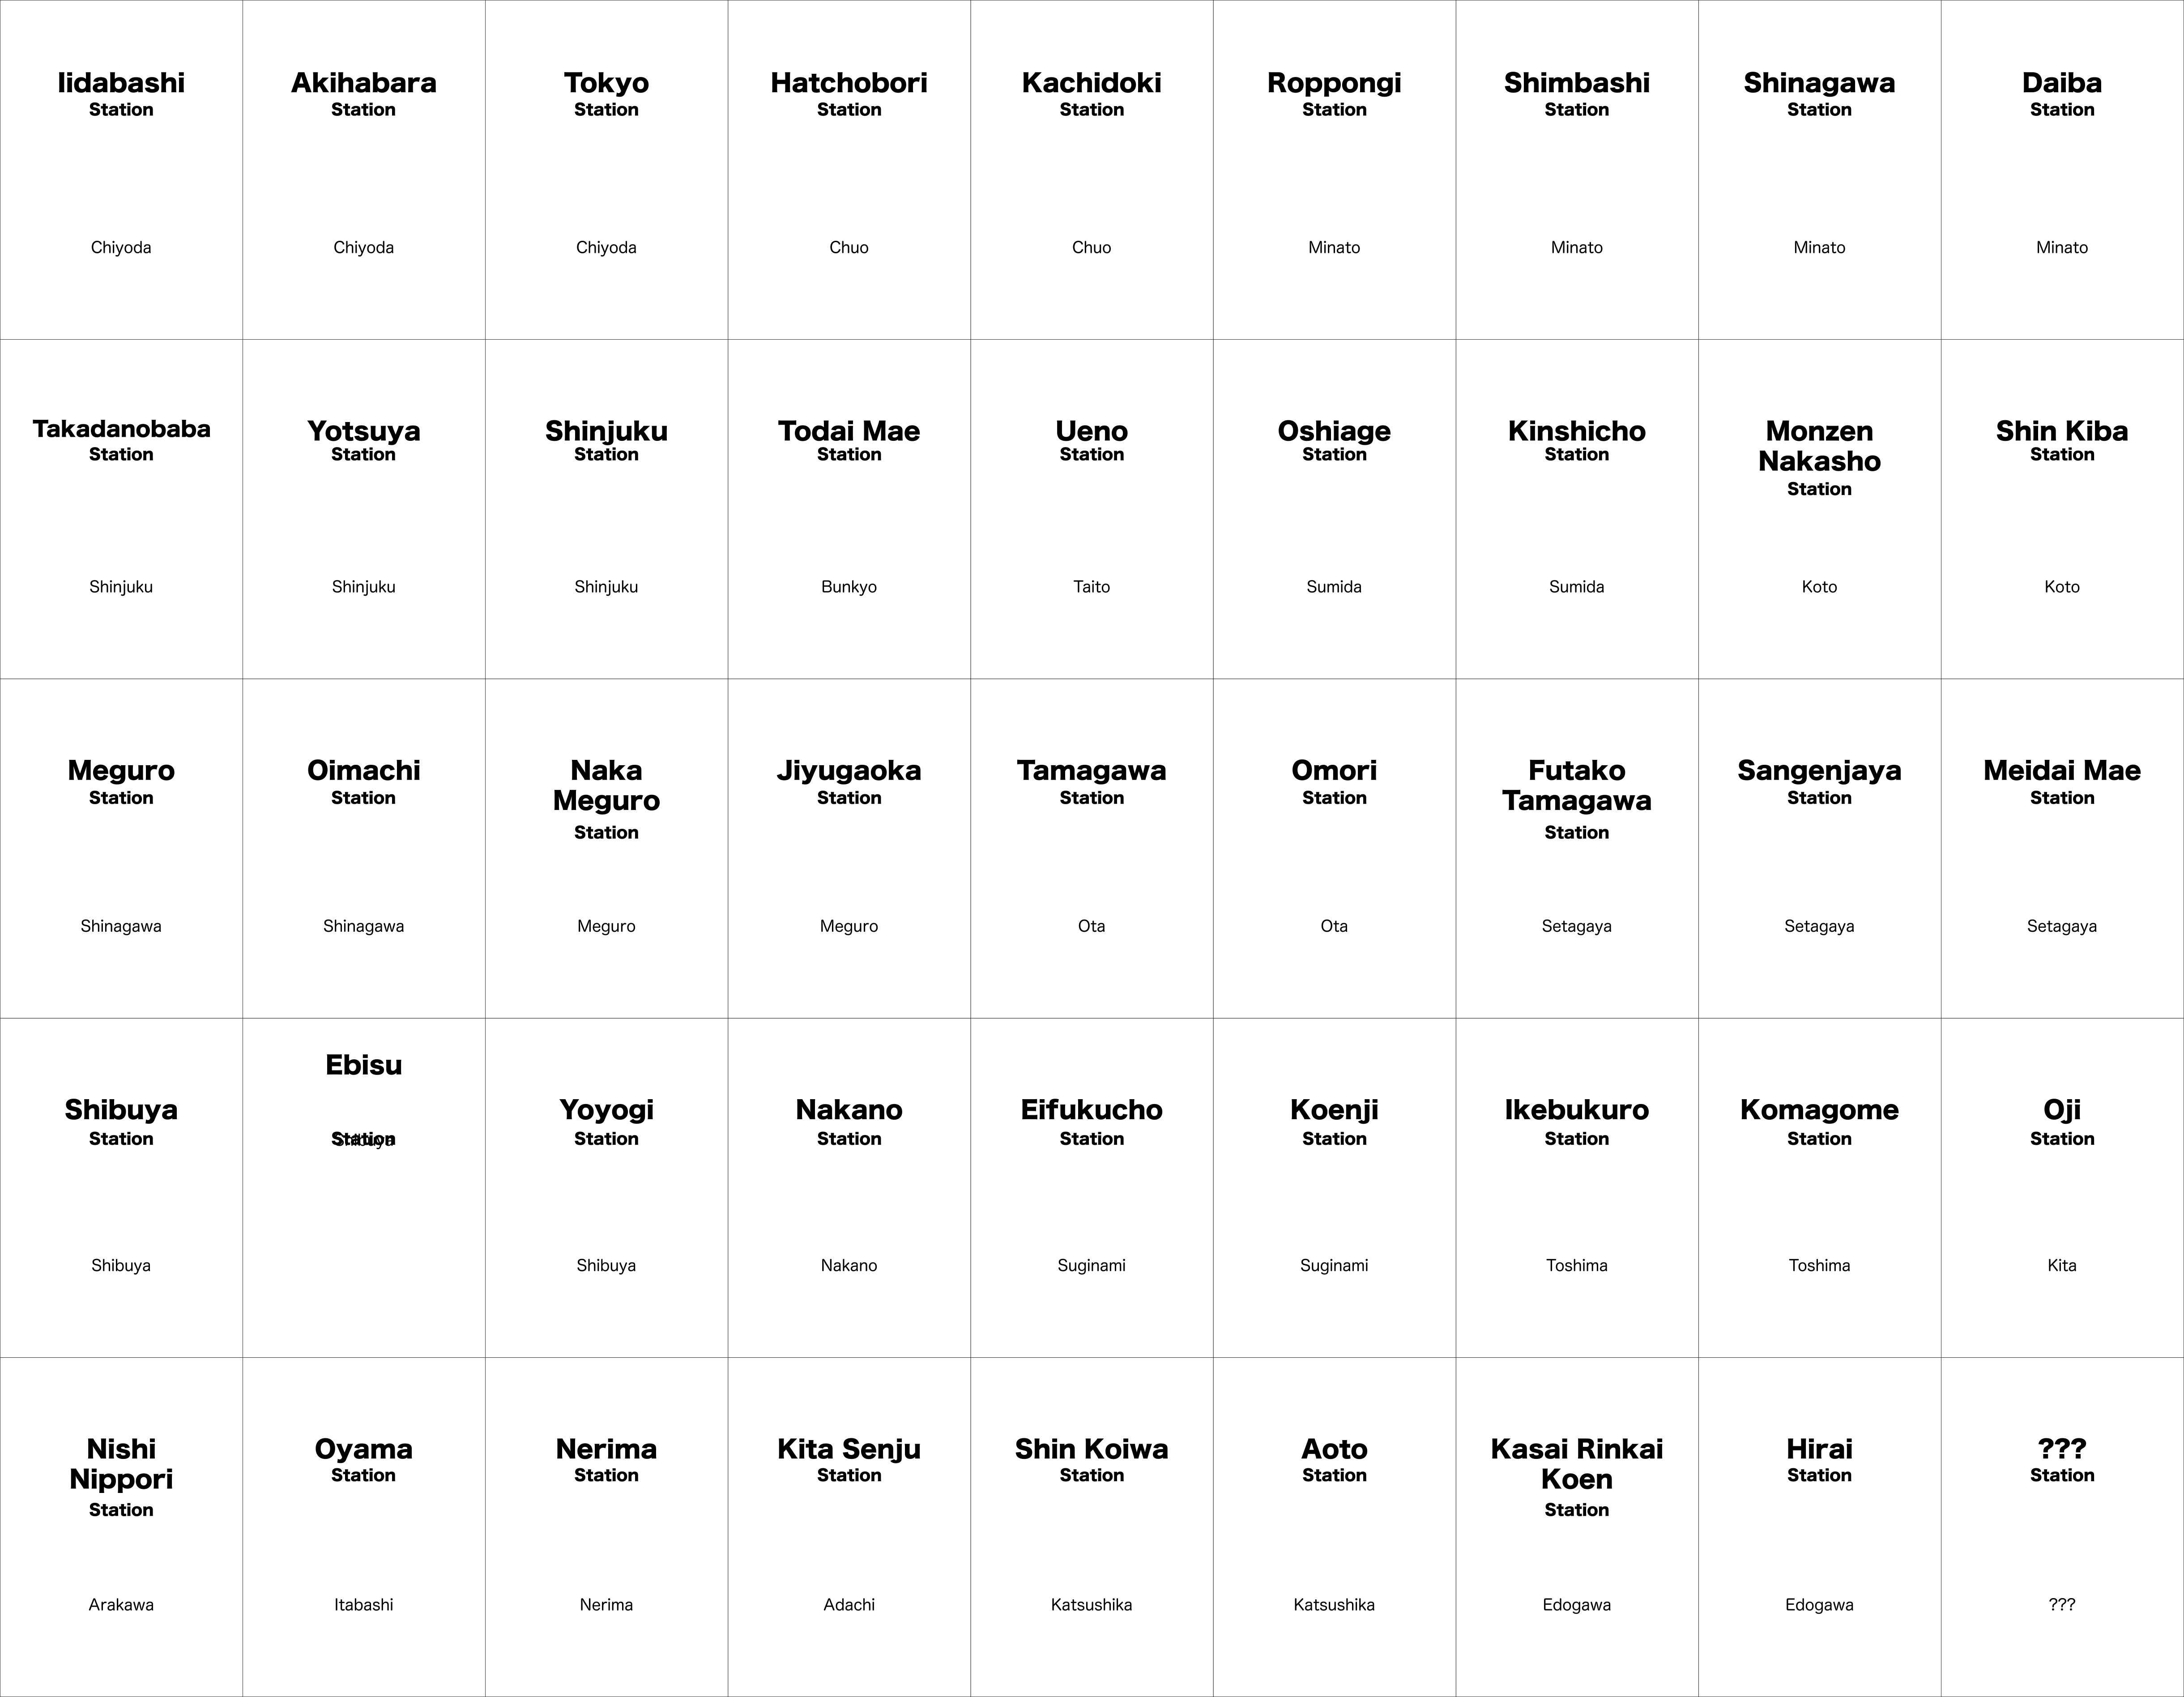 Iidabashi
Station
Chiyoda
Akihabara
Station
Chiyoda
Tokyo
Station
Chiyoda
Hatchobori
Station
Chuo
Kachidoki
Station
Chuo
Roppongi
Station
Minato
Shimbashi
Station
Minato
Shinagawa
Station
Minato
Daiba
Station
Minato
Takadanobaba
Station
Shinjuku
Yotsuya
Station
Shinjuku
Shinjuku
Station
Shinjuku
Todai Mae
Station
Bunkyo
Ueno
Station
Taito
Oshiage
Station
Sumida
Kinshicho
Station
Sumida
Monzen
Nakasho
Station
Koto
Shin Kiba
Station
Koto
Meguro
Station
Shinagawa
Oimachi
Station
Shinagawa
Naka
Meguro
Station
Meguro
Jiyugaoka
Station
Meguro
Tamagawa
Station
Ota
Omori
Station
Ota
Futako
Tamagawa
Station
Setagaya
Sangenjaya
Station
Setagaya
Meidai Mae
Station
Setagaya
Shibuya
Station
Shibuya
Ebisu
Station
Shibuya
Yoyogi
Station
Shibuya
Nakano
Station
Nakano
Eifukucho
Station
Suginami
Koenji
Station
Suginami
Ikebukuro
Station
Toshima
Komagome
Station
Toshima
Oji
Station
Kita
Nishi
Nippori
Station
Arakawa
Oyama
Station
Itabashi
Nerima
Station
Nerima
Kita Senju
Station
Adachi
Shin Koiwa
Station
Katsushika
Aoto
Station
Katsushika
Kasai Rinkai
Koen
Station
Edogawa
Hirai
Station
Edogawa
???
Station
???